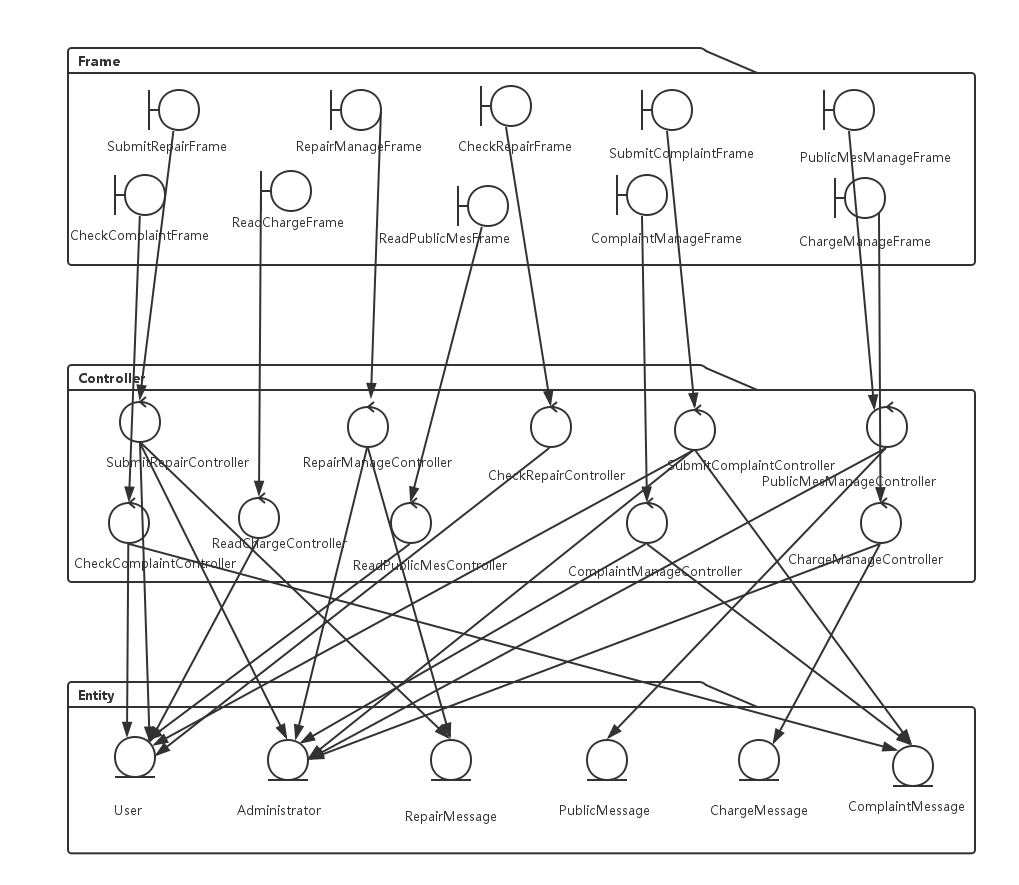 Frame
SubmitRepairFrame
RepairManageFrame
CheckRepairFrame
SubmitComplaintFrame
PublicMesManageFrame
CheckComplaintFrame
ReadChargeFrame
ReadPublicMesFrame
ComplaintManageFrame
ChargeManageFrame
Controller
SubmitRepairController
RepairManageController
CheckRepairController
SubmitComplaintController
PublicMesManageController
CheckComplaintController
ReadChargeController
ReadPublicMesController
ComplaintManageController
ChargeManageController
Entity
User
Administrator
RepairMessage
PublicMessage
ChargeMessage
ComplaintMessage